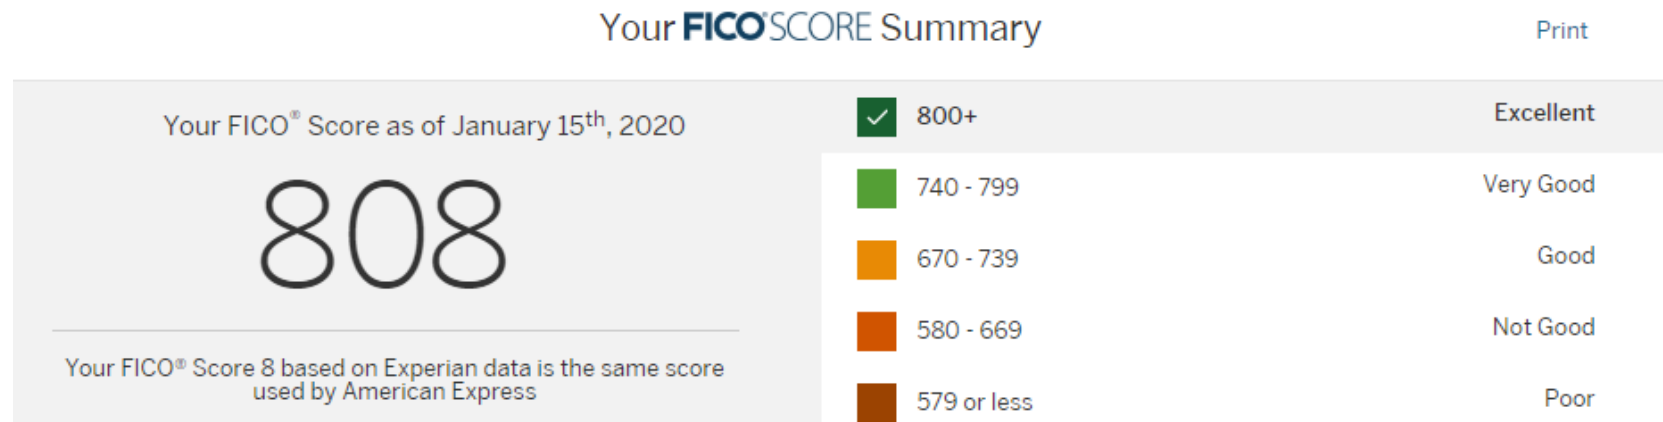 Your FICO® SCORE Summary
Print
Your FICO® Score as of January 15th, 2020
808
Your FICO® Score 8 based on Experian data is the same score
used by American Express
800+ Excellent
740 - 799 Very Good
670 - 739 Good
580 - 669 Not Good
579 or less Poor